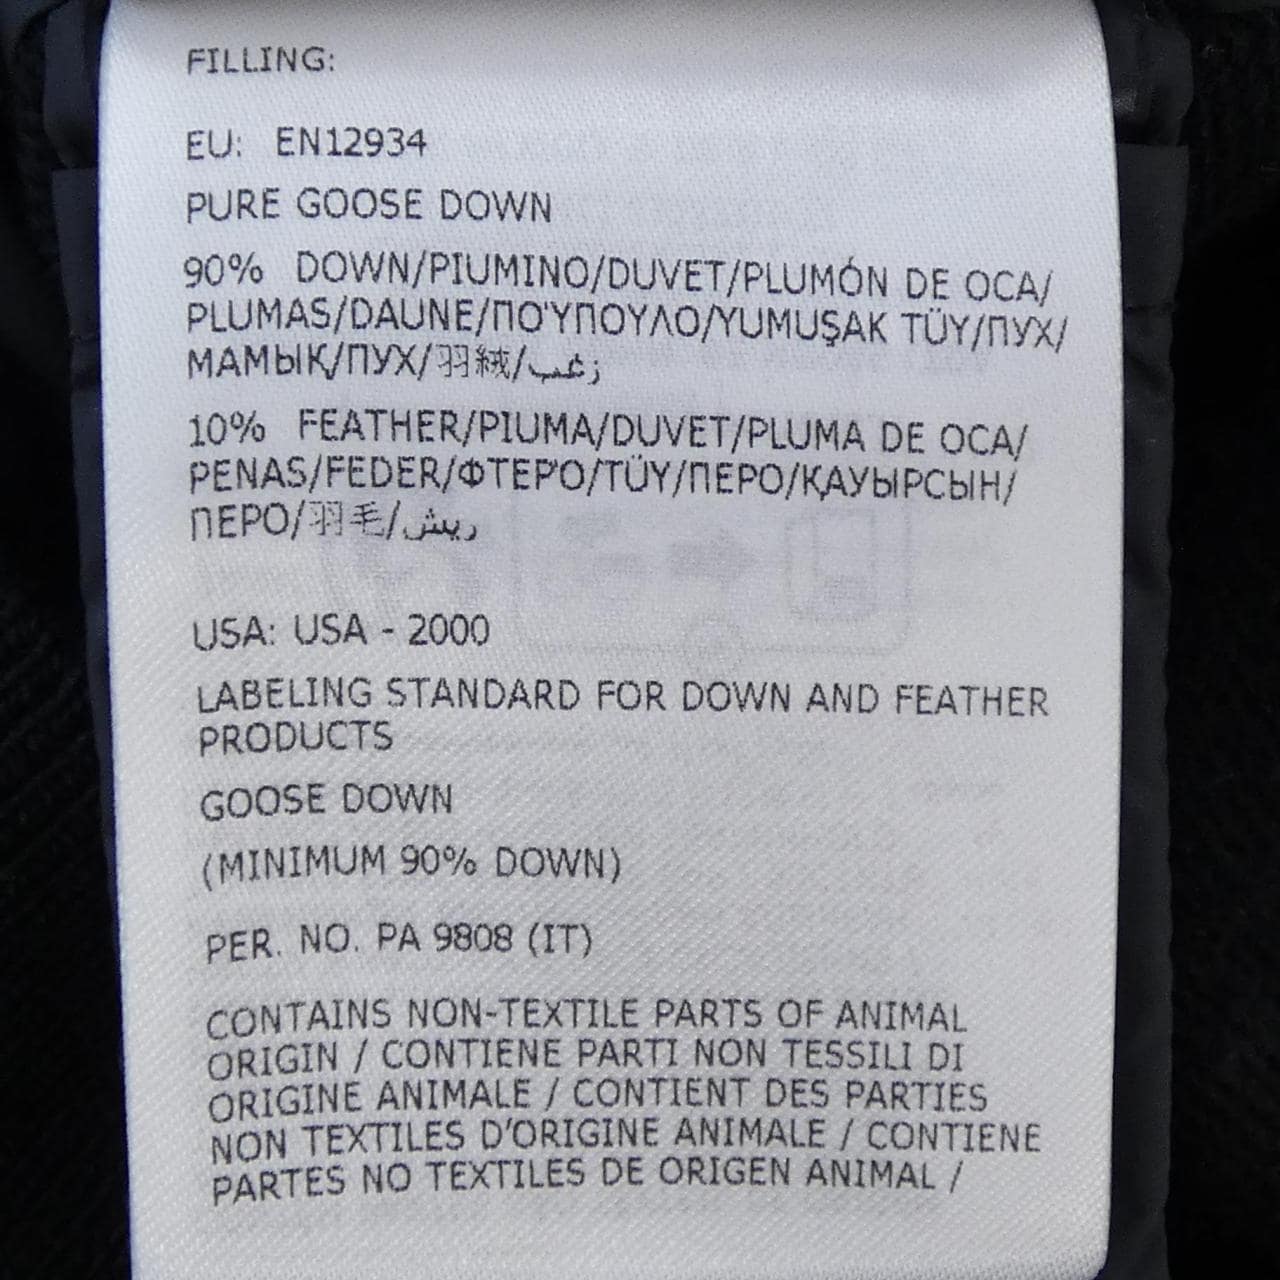 FILLING:
EU: EN12934
PURE GOOSE DOWN
90% DOWN/PIUMINO/DUVET/PLUMÓN DE OCA/
PLUMAS/DAUNE/ΠΟ'ΥΠΟΥΛΟ/YUMUŞAK TÜY/ПУХ/
МАМЫҚ/ПУХ/羽絨/زغب
10% FEATHER/PIUMA/DUVET/PLUMA DE OCA/
PENAS/FEDER/ΦΤΕΡ'Ο/TÜY/ПЕРО/ҚАУЫРСЫН/
ПЕРО/羽毛/ريش
USA: USA - 2000
LABELING STANDARD FOR DOWN AND FEATHER
PRODUCTS
GOOSE DOWN
(MINIMUM 90% DOWN)
PER. NO. PA 9808 (IT)
CONTAINS NON-TEXTILE PARTS OF ANIMAL
ORIGIN / CONTIENE PARTI NON TESSILI DI
ORIGINE ANIMALE / CONTIENT DES PARTIES
NON TEXTILES D'ORIGINE ANIMALE / CONTIENE
PARTES NO TEXTILES DE ORIGEN ANIMAL /